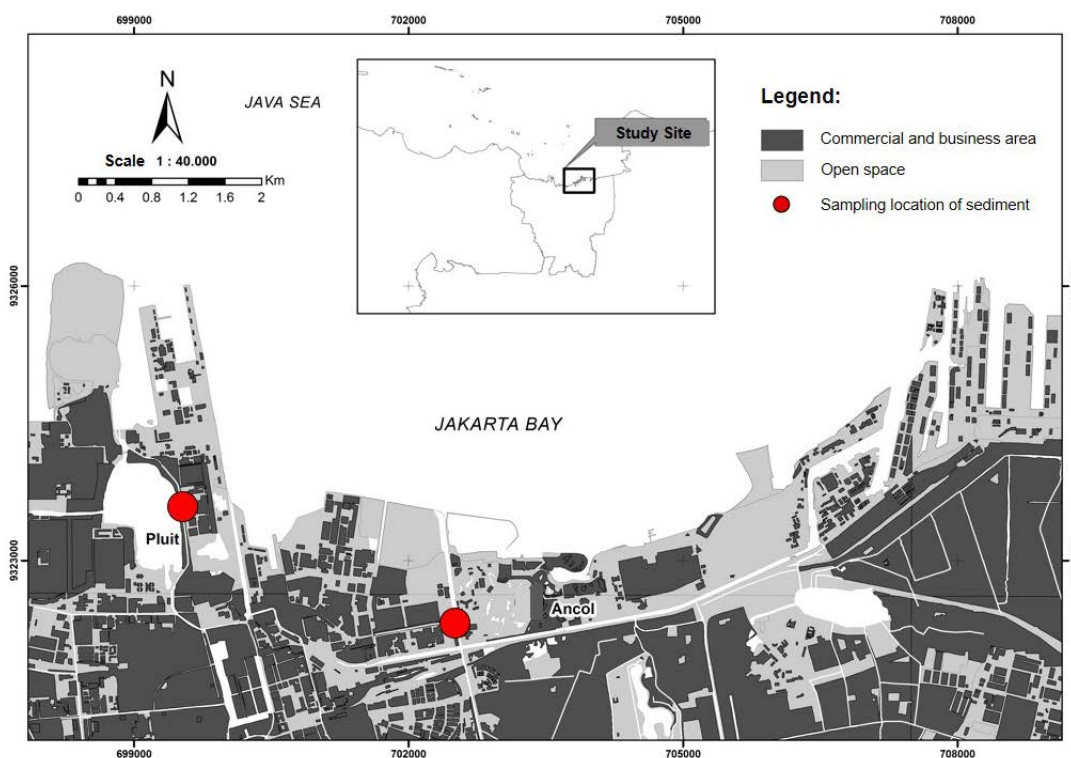 699000
702000
705000
708000
N
JAVA SEA
Scale 1 : 40.000
Km
0 0.4 0.8 1.2 1.6 2
Study Site
Legend:
Commercial and business area
Open space
Sampling location of sediment
9326000
JAKARTA BAY
Pluit
9323000
Ancol
699000
702000
705000
708000